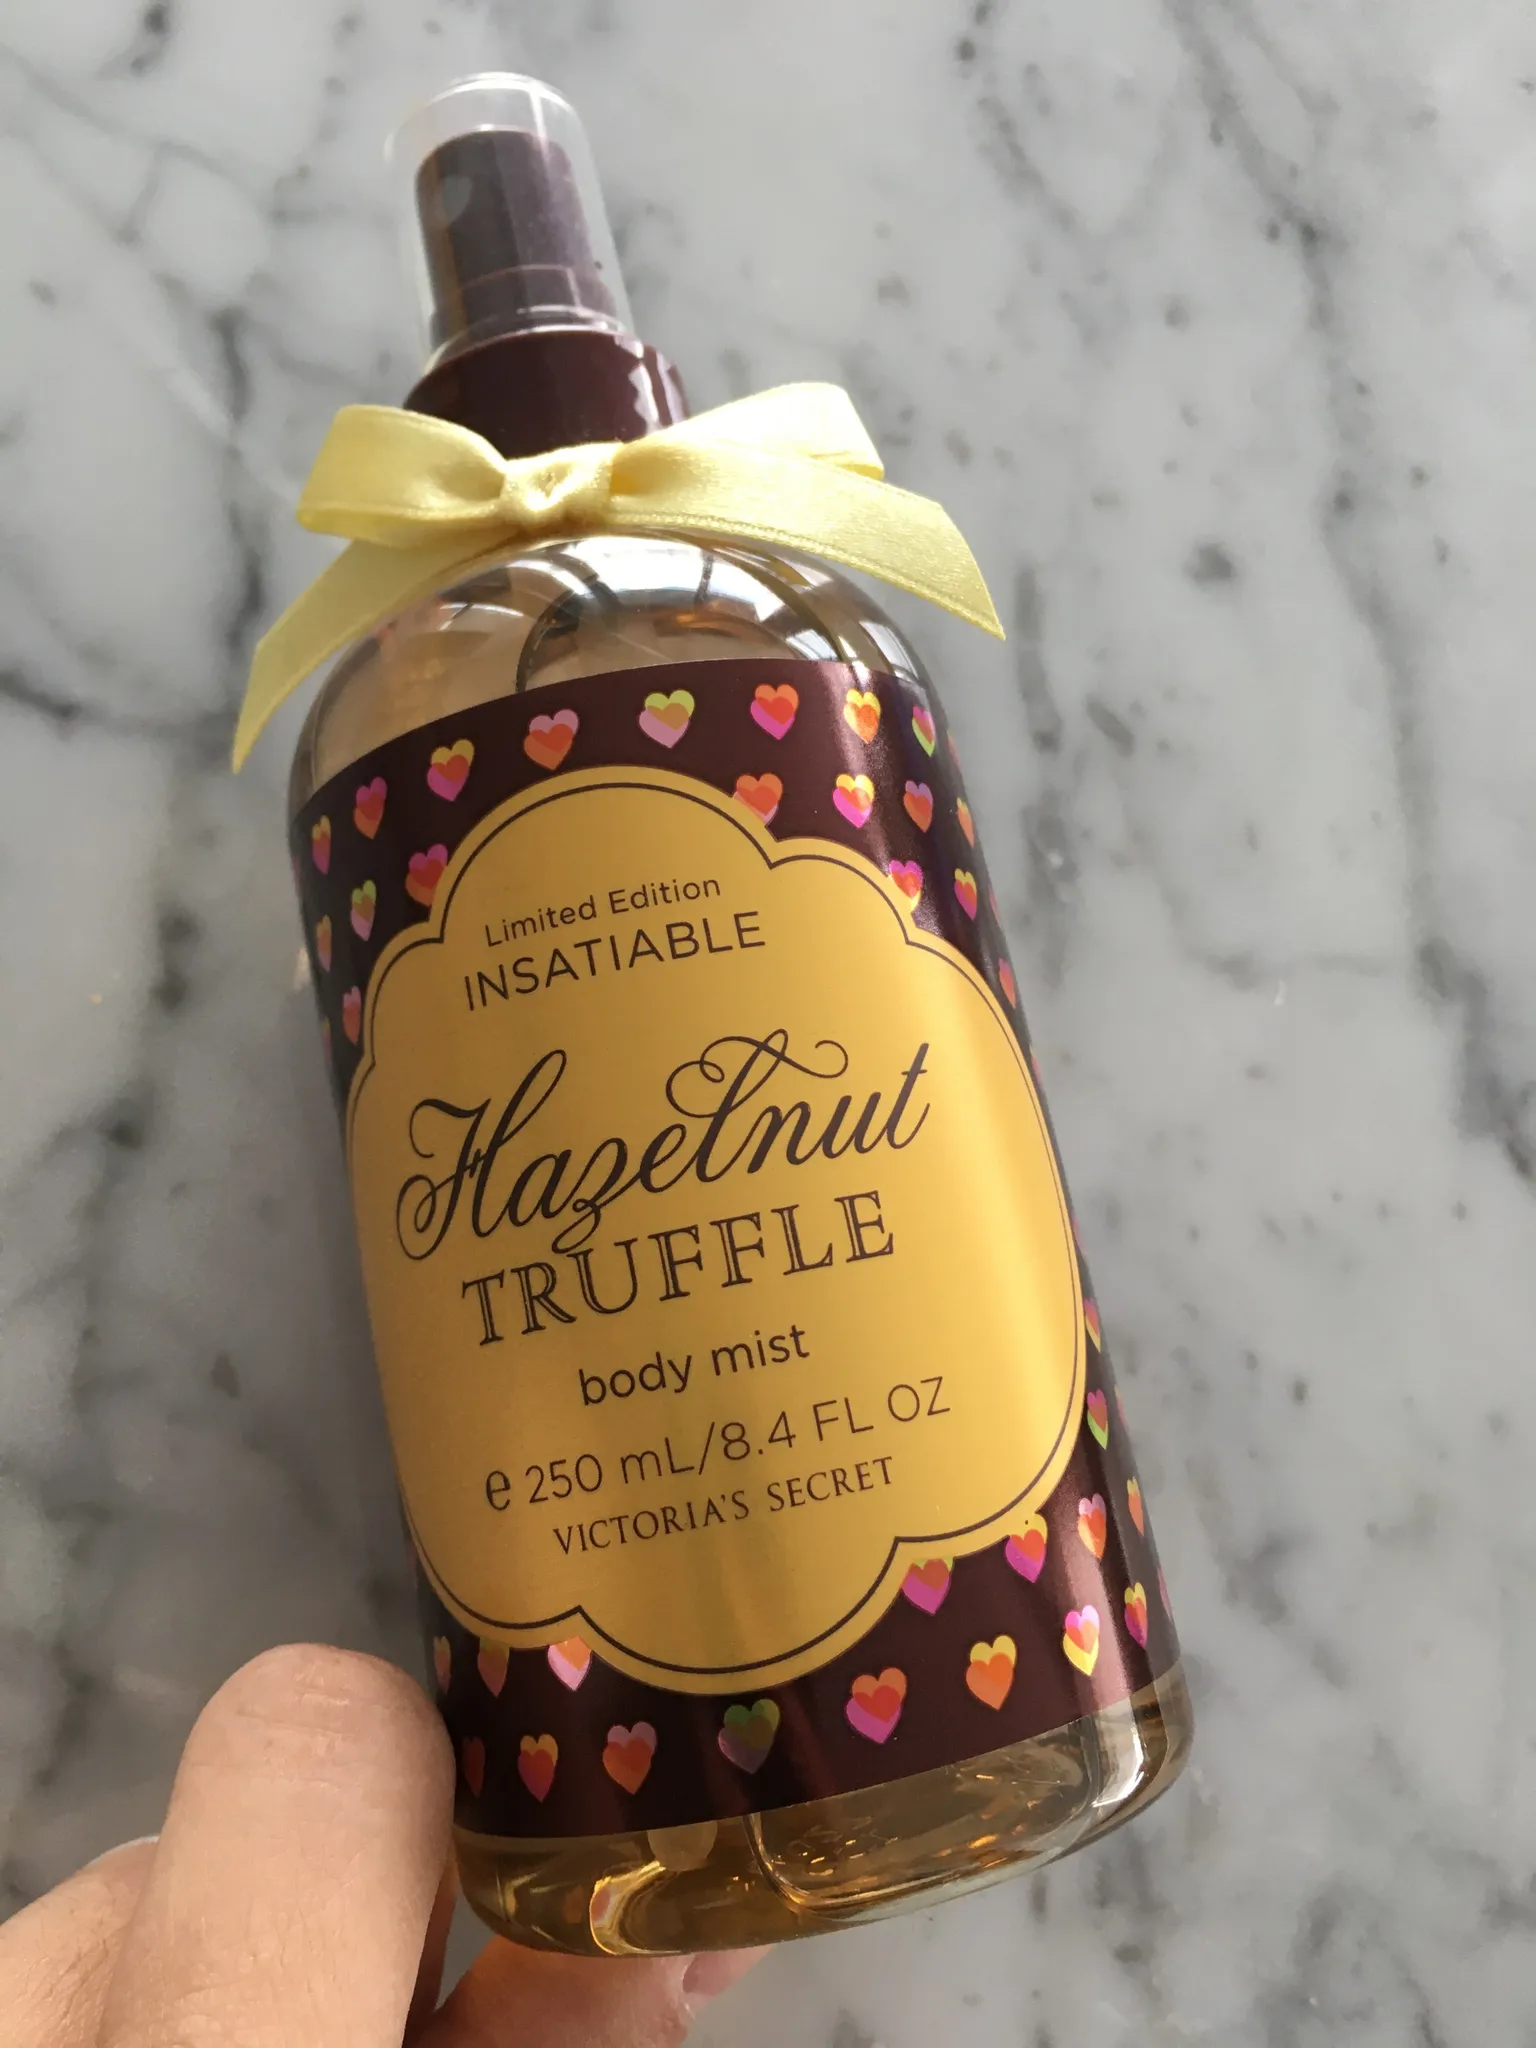 Limited Edition
INSATIABLE
Hazelnut
TRUFFLE
body mist
℮ 250 mL/8.4 FL OZ
VICTORIA'S SECRET